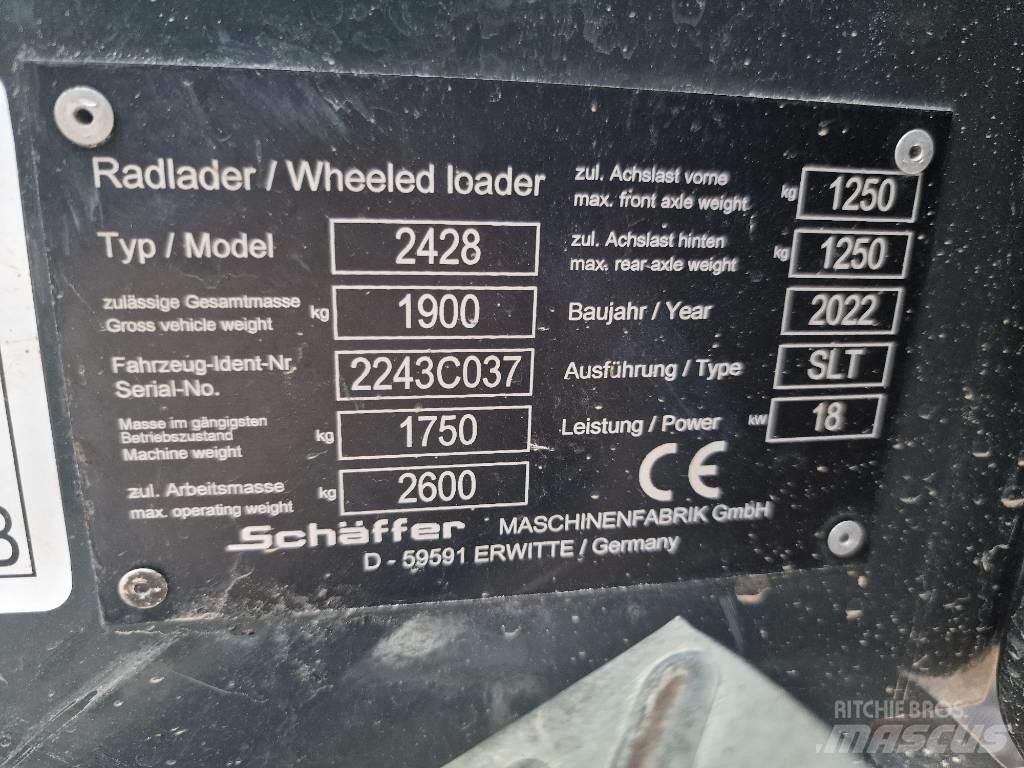 Radlader / Wheeled loader
Typ / Model 2428
zulässige Gesamtmasse
Gross vehicle weight kg 1900
Fahrzeug-Ident-Nr.
Serial-No. 2243C037
Masse im gängigsten
Betriebszustand
Machine weight kg 1750
zul. Arbeitsmasse
max. operating weight kg 2600
zul. Achslast vorne
max. front axle weight kg 1250
zul. Achslast hinten
max. rear axle weight kg 1250
Baujahr / Year 2022
Ausführung / Type SLT
Leistung / Power kW 18
CE
Schäffer MASCHINENFABRIK GmbH
D - 59591 ERWITTE / Germany
RITCHIE BROS.
MASCUS